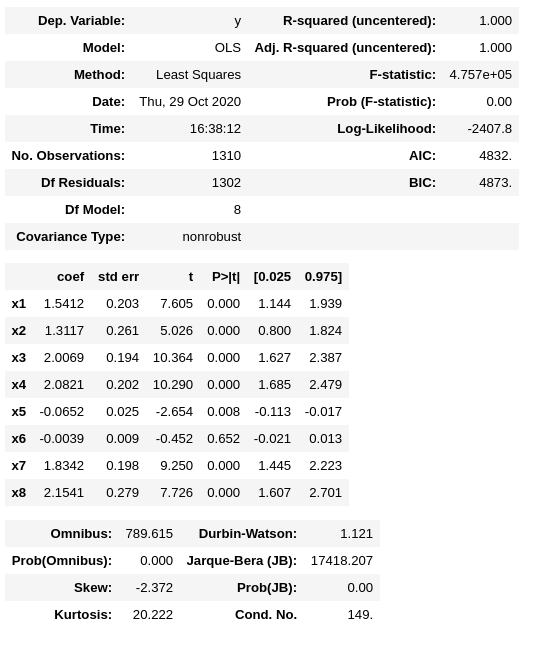 Dep. Variable: y R-squared (uncentered): 1.000
Model: OLS Adj. R-squared (uncentered): 1.000
Method: Least Squares F-statistic: 4.757e+05
Date: Thu, 29 Oct 2020 Prob (F-statistic): 0.00
Time: 16:38:12 Log-Likelihood: -2407.8
No. Observations: 1310 AIC: 4832.
Df Residuals: 1302 BIC: 4873.
Df Model: 8
Covariance Type: nonrobust
coef std err t P>|t| [0.025 0.975]
x1 1.5412 0.203 7.605 0.000 1.144 1.939
x2 1.3117 0.261 5.026 0.000 0.800 1.824
x3 2.0069 0.194 10.364 0.000 1.627 2.387
x4 2.0821 0.202 10.290 0.000 1.685 2.479
x5 -0.0652 0.025 -2.654 0.008 -0.113 -0.017
x6 -0.0039 0.009 -0.452 0.652 -0.021 0.013
x7 1.8342 0.198 9.250 0.000 1.445 2.223
x8 2.1541 0.279 7.726 0.000 1.607 2.701
Omnibus: 789.615 Durbin-Watson: 1.121
Prob(Omnibus): 0.000 Jarque-Bera (JB): 17418.207
Skew: -2.372 Prob(JB): 0.00
Kurtosis: 20.222 Cond. No. 149.